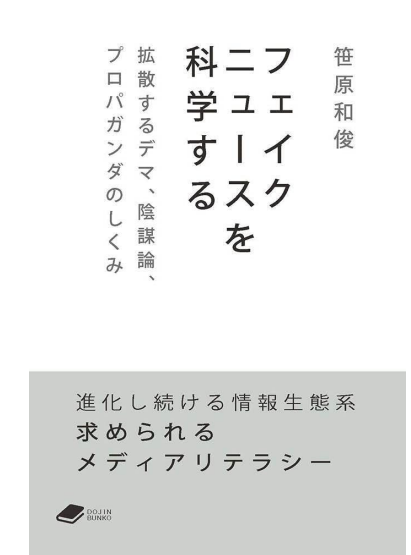 笹原和俊
フェイク
ニュースを
科学する
拡散するデマ、陰謀論、
プロパガンダのしくみ
進化し続ける情報生態系
求められる
メディアリテラシー
DOJIN
BUNKO